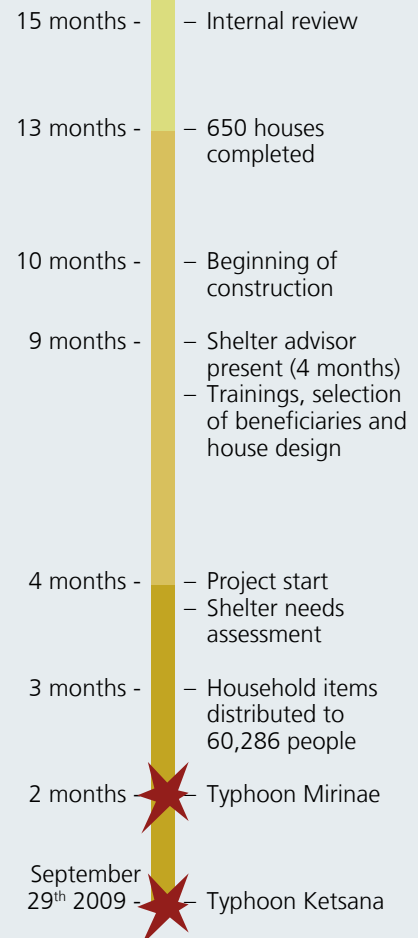 15 months - – Internal review
13 months - – 650 houses
completed
10 months - – Beginning of
construction
9 months - – Shelter advisor
present (4 months)
– Trainings, selection
of beneficiaries and
house design
4 months - – Project start
– Shelter needs
assessment
3 months - – Household items
distributed to
60,286 people
2 months - – Typhoon Mirinae
September
29th 2009 - – Typhoon Ketsana